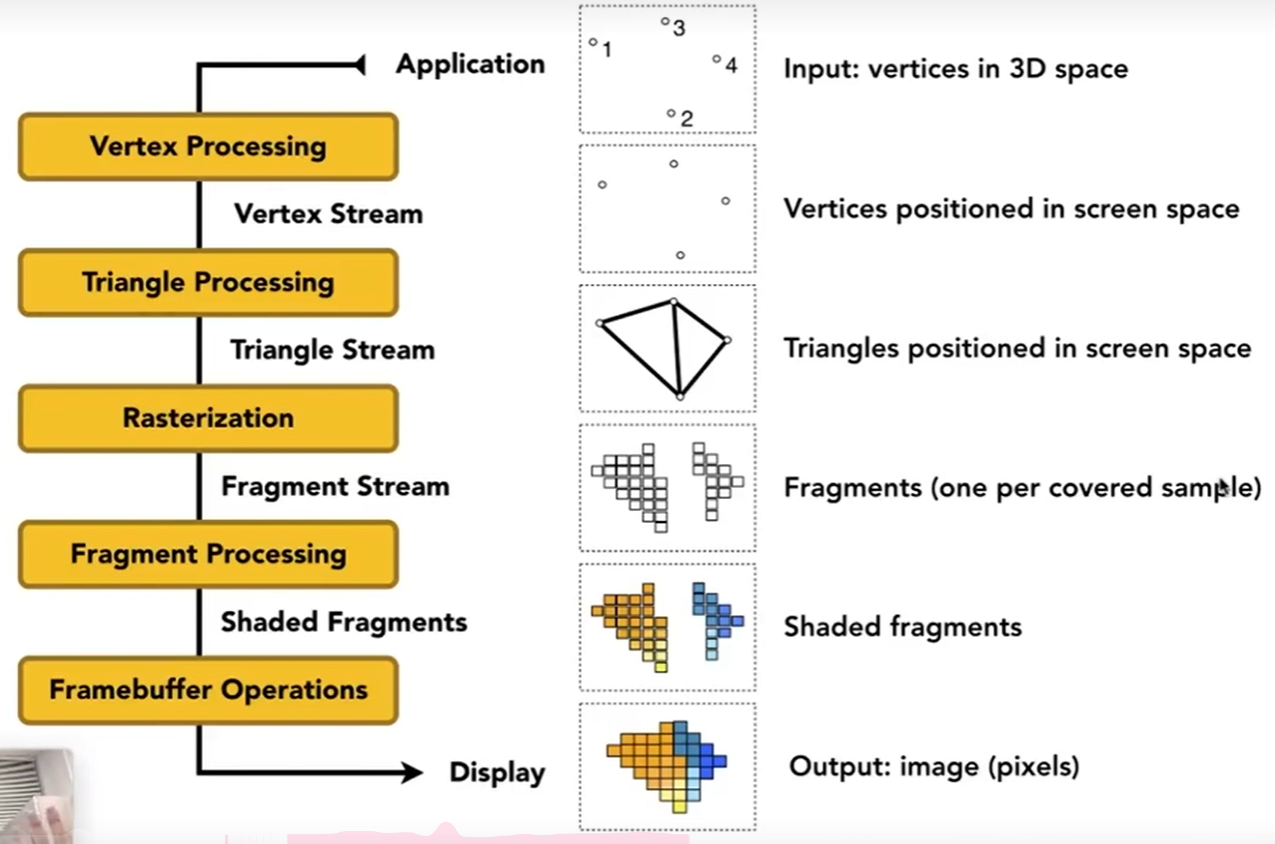 Application
3
1
4
2
Input: vertices in 3D space
Vertex Processing
Vertex Stream
Vertices positioned in screen space
Triangle Processing
Triangle Stream
Triangles positioned in screen space
Rasterization
Fragment Stream
Fragments (one per covered sample)
Fragment Processing
Shaded Fragments
Shaded fragments
Framebuffer Operations
Display
Output: image (pixels)